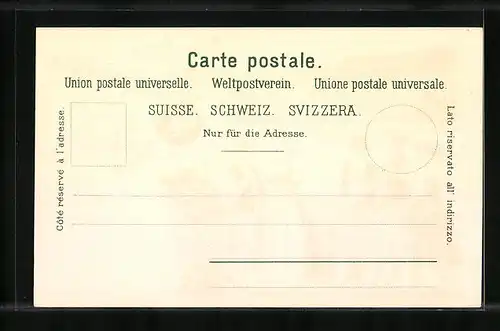 Carte postale.
Union postale universelle. Weltpostverein. Unione postale universale.
SUISSE. SCHWEIZ. SVIZZERA.
Nur für die Adresse.
Côté réservé à l'adresse.
Lato riservato all' indirizzo.